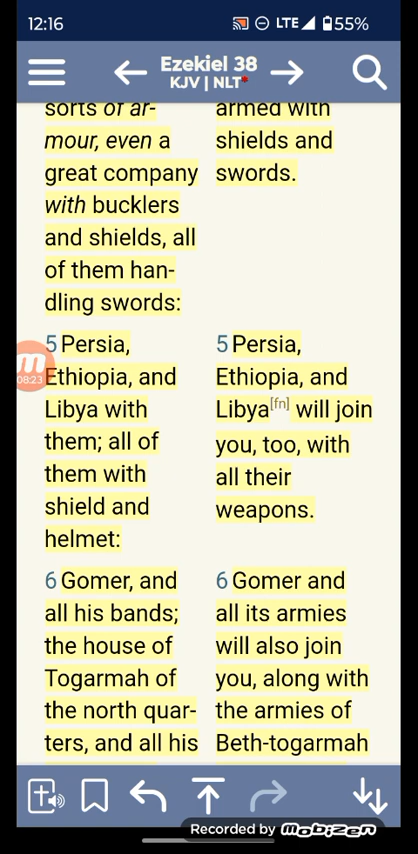 12:16
LTE 55%
Ezekiel 38
KJV | NLT*
sorts of ar-
mour, even a
great company
with bucklers
and shields, all
of them han-
dling swords:
5 Persia,
Ethiopia, and
Libya with
them; all of
them with
shield and
helmet:
6 Gomer, and
all his bands;
the house of
Togarmah of
the north quar-
ters, and all his
armed with
shields and
swords.
5 Persia,
Ethiopia, and
Libya[fn] will join
you, too, with
all their
weapons.
6 Gomer and
all its armies
will also join
you, along with
the armies of
Beth-togarmah
m
08:23
Recorded by mobizen